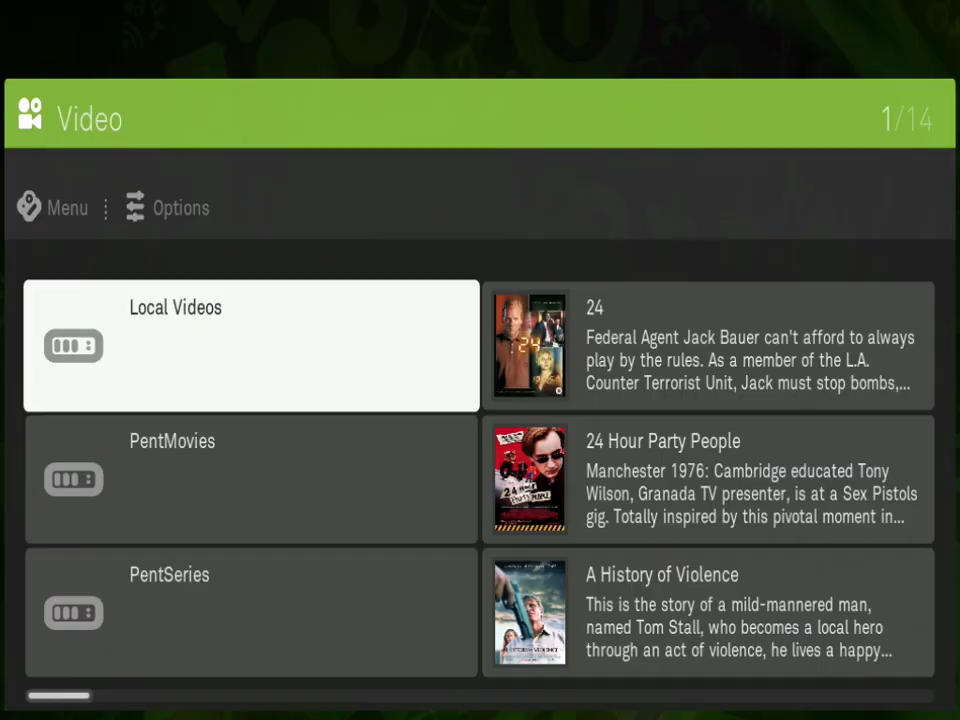 Video
1/14
Menu
Options
Local Videos
PentMovies
PentSeries
24
24
Federal Agent Jack Bauer can't afford to always
play by the rules. As a member of the L.A.
Counter Terrorist Unit, Jack must stop bombs,...
24 Hour Party People
Manchester 1976: Cambridge educated Tony
Wilson, Granada TV presenter, is at a Sex Pistols
gig. Totally inspired by this pivotal moment in...
A History of Violence
This is the story of a mild-mannered man,
named Tom Stall, who becomes a local hero
through an act of violence, he lives a happy...